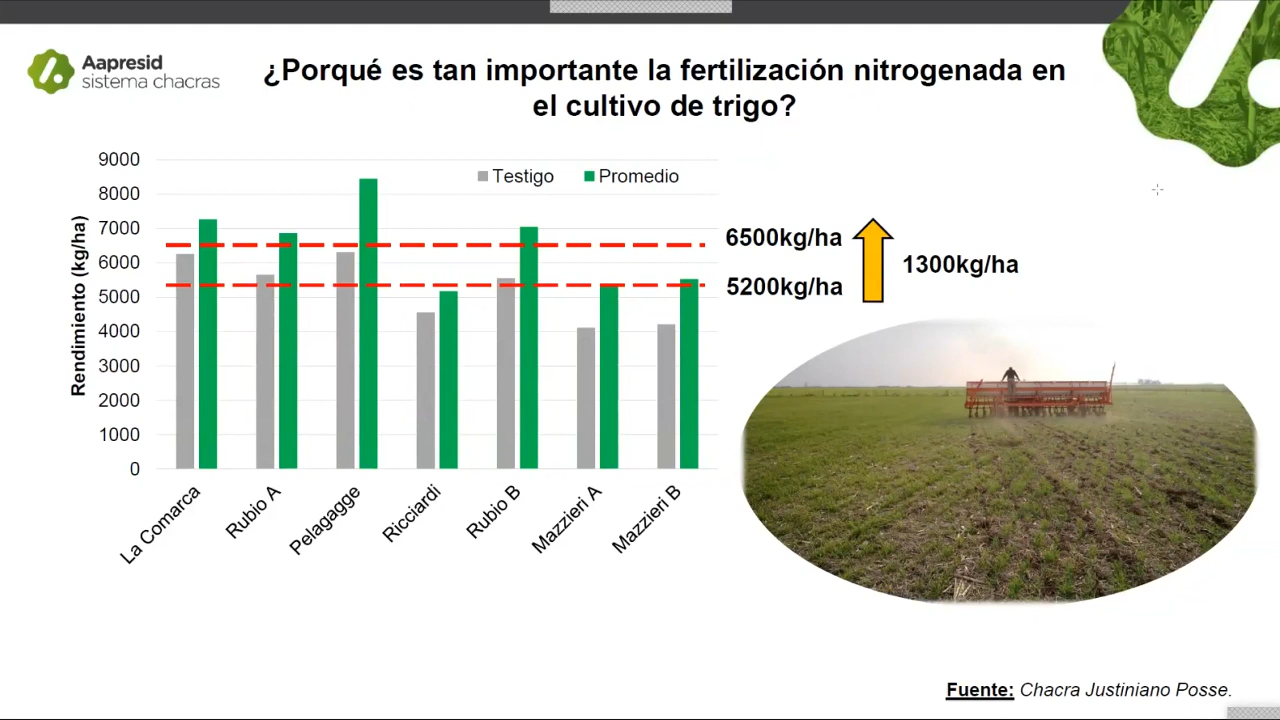 Aapresid
sistema chacras
¿Porqué es tan importante la fertilización nitrogenada en
el cultivo de trigo?
Rendimiento (kg/ha)
9000
8000
7000
6000
5000
4000
3000
2000
1000
0
Testigo
Promedio
La Comarca
Rubio A
Pelagagge
Ricciardi
Rubio B
Mazzieri A
Mazzieri B
6500kg/ha
5200kg/ha
1300kg/ha
Fuente: Chacra Justiniano Posse.